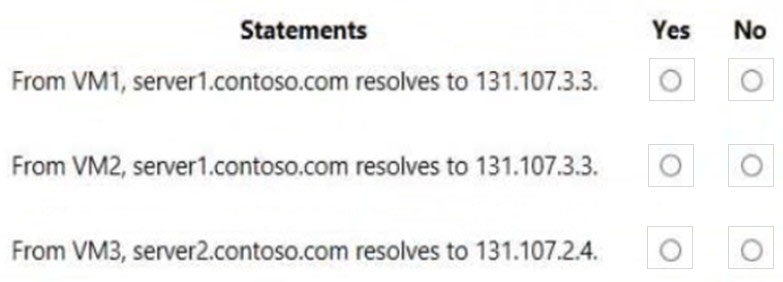 Statements Yes No
From VM1, server1.contoso.com resolves to 131.107.3.3.
From VM2, server1.contoso.com resolves to 131.107.3.3.
From VM3, server2.contoso.com resolves to 131.107.2.4.